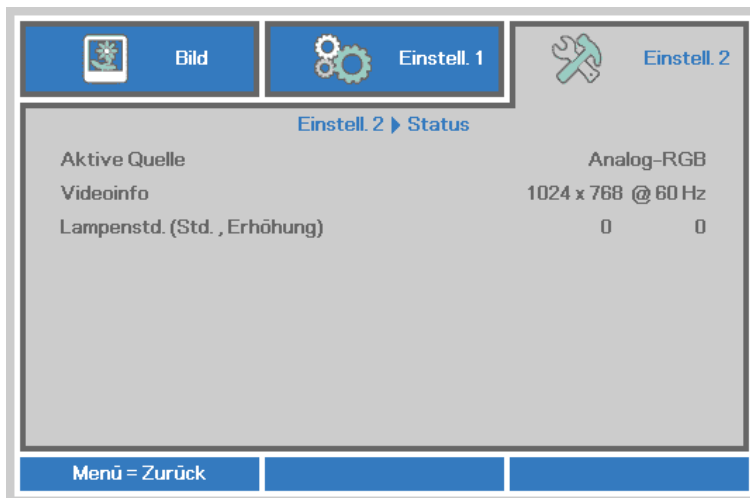 Bild
Einstell. 1
Einstell. 2
Einstell. 2 ▶ Status
Aktive Quelle Analog-RGB
Videoinfo 1024 x 768 @ 60 Hz
Lampenstd. (Std. , Erhöhung) 0 0
Menü = Zurück